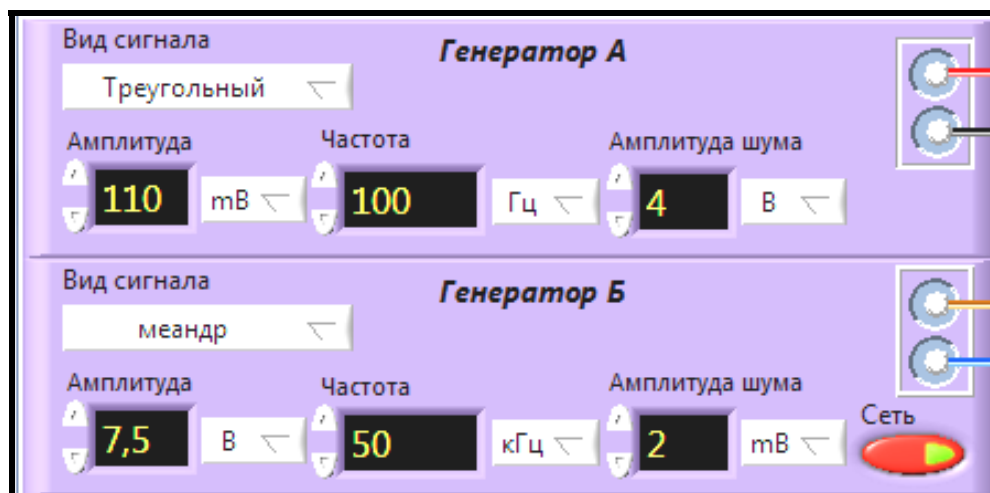 Вид сигнала
Генератор А
Треугольный
Амплитуда Частота Амплитуда шума
110 mВ 100 Гц 4 В
Вид сигнала
Генератор Б
меандр
Амплитуда Частота Амплитуда шума
Сеть
7,5 В 50 кГц 2 mВ